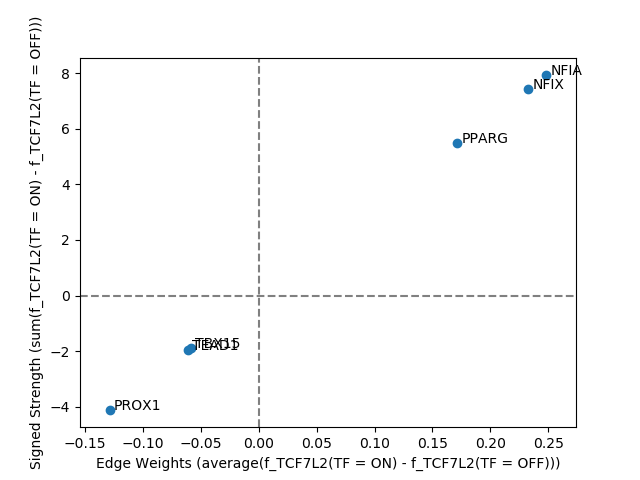 Signed Strength (sum(f_TCF7L2(TF = ON) - f_TCF7L2(TF = OFF)))
8
6
4
2
0
−2
−4
NFIA
NFIX
PPARG
TBX15
TEAD1
PROX1
−0.15
−0.10
−0.05
0.00
0.05
0.10
0.15
0.20
0.25
Edge Weights (average(f_TCF7L2(TF = ON) - f_TCF7L2(TF = OFF)))